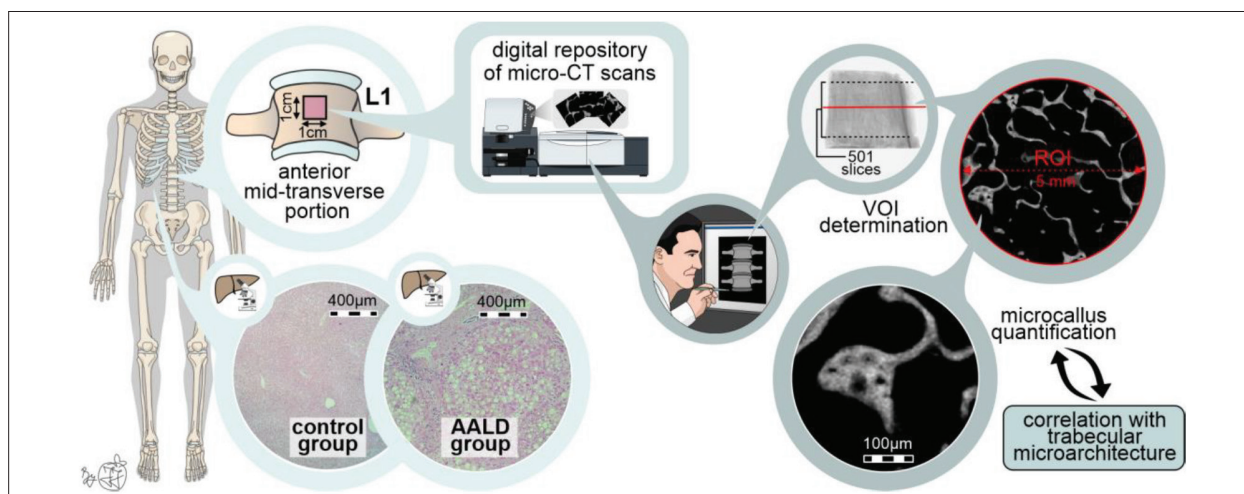 L1
1cm
1cm
anterior
mid-transverse
portion
digital repository
of micro-CT scans
501
slices
VOI
determination
ROI
5 mm
400µm
control
group
400µm
AALD
group
100µm
microcallus
quantification
correlation with
trabecular
microarchitecture